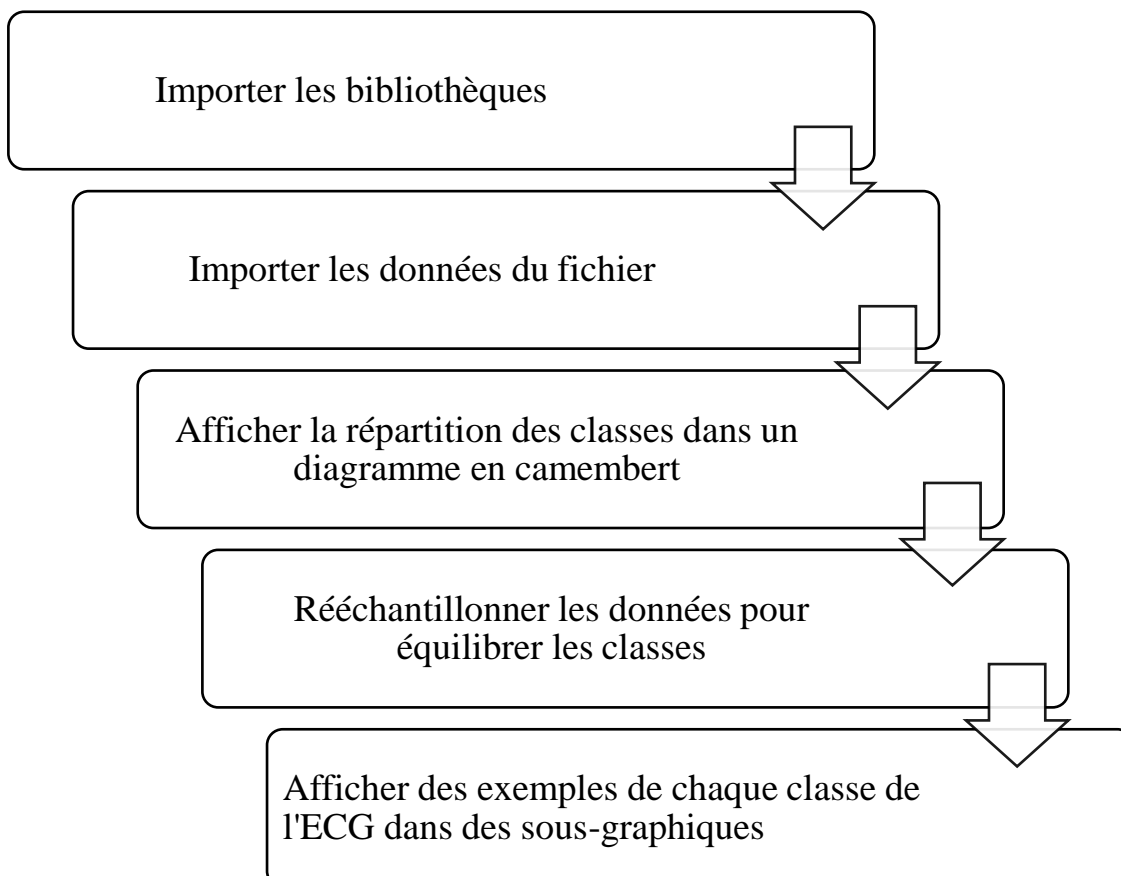 Importer les bibliothèques
Importer les données du fichier
Afficher la répartition des classes dans un
diagramme en camembert
Rééchantillonner les données pour
équilibrer les classes
Afficher des exemples de chaque classe de
l'ECG dans des sous-graphiques